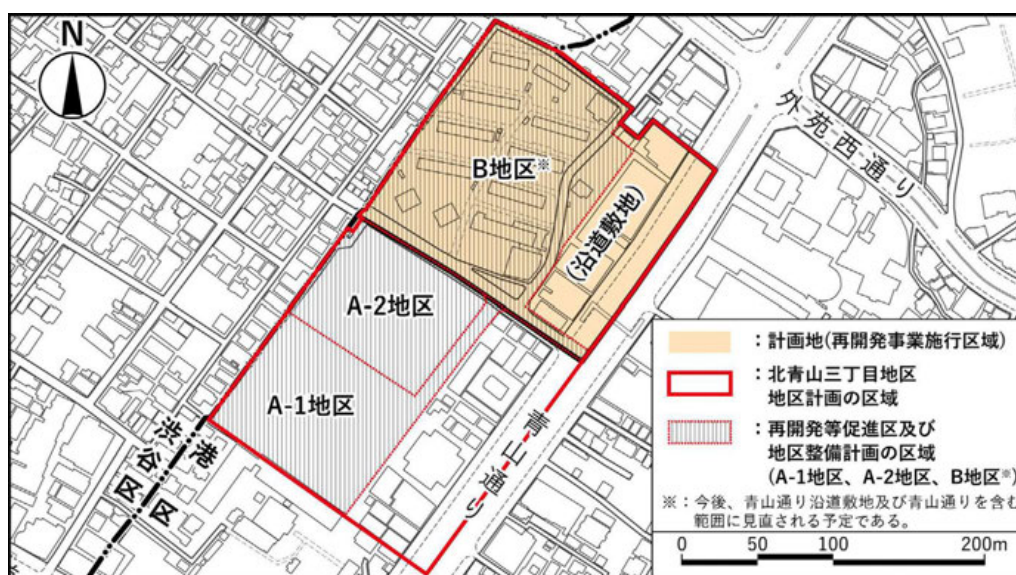 N
外苑西通り
B地区※
(沿道敷地)
A-2地区
A-1地区
青山通り
渋谷区
港区
：計画地(再開発事業施行区域)
：北青山三丁目地区
地区計画の区域
：再開発等促進区及び
地区整備計画の区域
(A-1地区、A-2地区、B地区※)
※：今後、青山通り沿道敷地及び青山通りを含む
範囲に見直される予定である。
0 50 100 200m